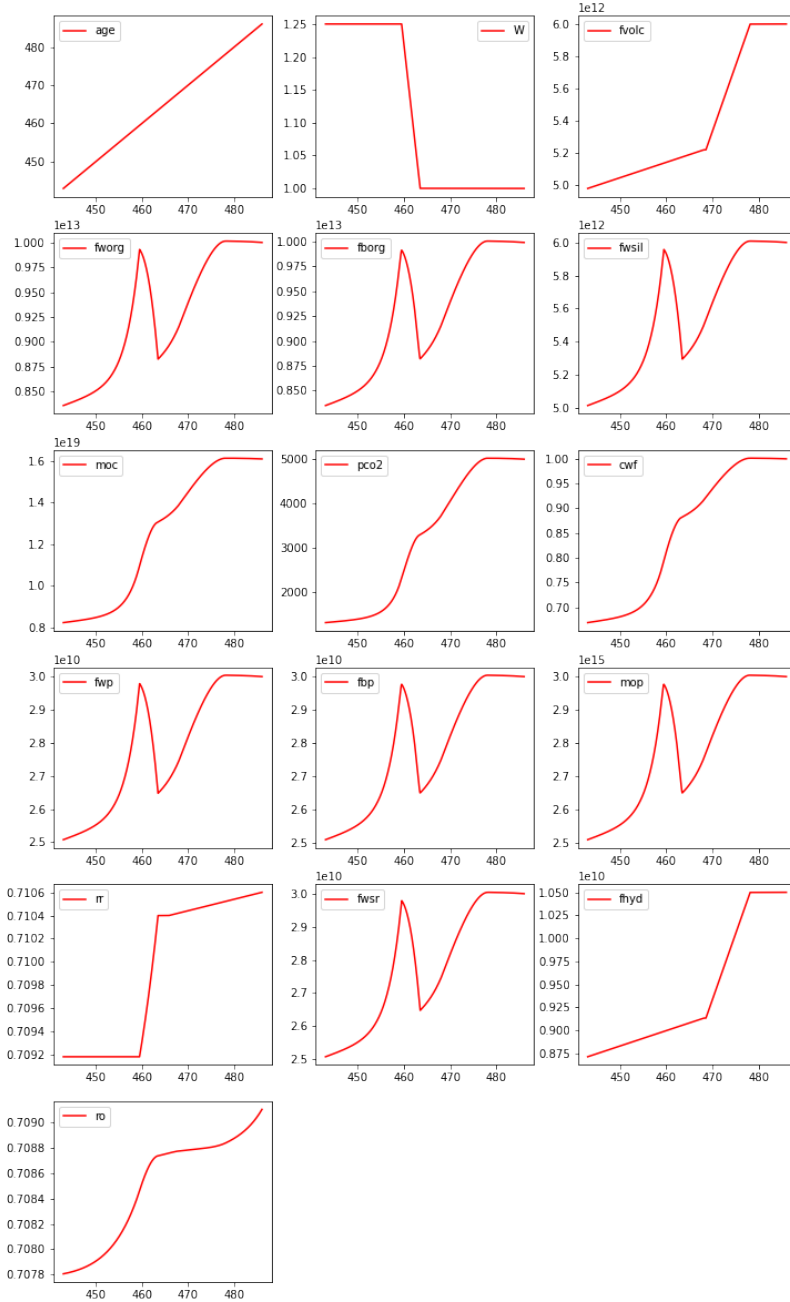 age
480
470
460
450
450 460 470 480
W
1.25
1.20
1.15
1.10
1.05
1.00
450 460 470 480
1e12
fvolc
6.0
5.8
5.6
5.4
5.2
5.0
450 460 470 480
1e13
fworg
1.000
0.975
0.950
0.925
0.900
0.875
0.850
450 460 470 480
1e13
fborg
1.000
0.975
0.950
0.925
0.900
0.875
0.850
450 460 470 480
1e12
fwsil
6.0
5.8
5.6
5.4
5.2
5.0
450 460 470 480
1e19
moc
1.6
1.4
1.2
1.0
0.8
450 460 470 480
pco2
5000
4000
3000
2000
450 460 470 480
cwf
1.00
0.95
0.90
0.85
0.80
0.75
0.70
450 460 470 480
1e10
fwp
3.0
2.9
2.8
2.7
2.6
2.5
450 460 470 480
1e10
fbp
3.0
2.9
2.8
2.7
2.6
2.5
450 460 470 480
1e15
mop
3.0
2.9
2.8
2.7
2.6
2.5
450 460 470 480
rr
0.7106
0.7104
0.7102
0.7100
0.7098
0.7096
0.7094
0.7092
450 460 470 480
1e10
fwsr
3.0
2.9
2.8
2.7
2.6
2.5
450 460 470 480
1e10
fhyd
1.050
1.025
1.000
0.975
0.950
0.925
0.900
0.875
450 460 470 480
ro
0.7090
0.7088
0.7086
0.7084
0.7082
0.7080
0.7078
450 460 470 480